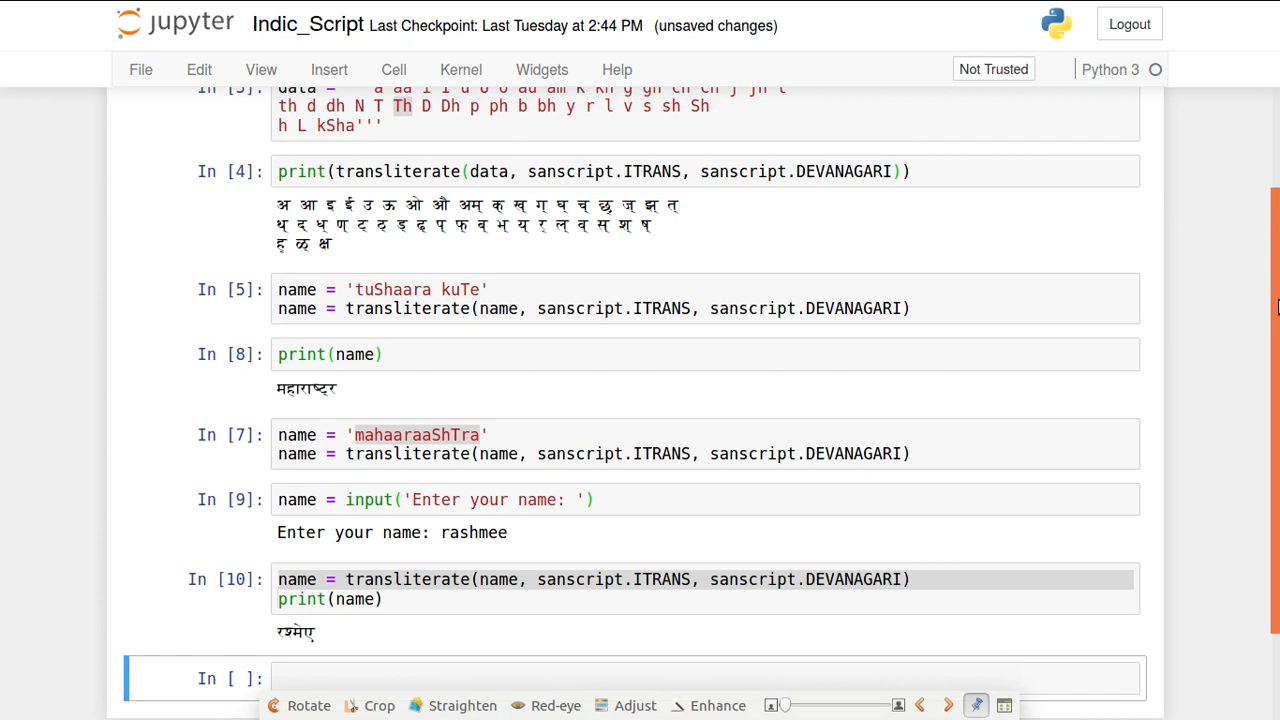 jupyter Indic_Script Last Checkpoint: Last Tuesday at 2:44 PM (unsaved changes) Logout
File Edit View Insert Cell Kernel Widgets Help Not Trusted Python 3
In [3]: data =
th d dh N T Th D Dh p ph b bh y r l v s sh Sh
h L kSha'''
In [4]: print(transliterate(data, sanscript.ITRANS, sanscript.DEVANAGARI))
अ आ इ ई उ ऊ ओ औ अम् क् ख् ग् घ् च् छ् ज् झ् त्
थ् द् ध् ण् ट् ठ् ड् ढ् प् फ् ब् भ् य् र् ल् व् स् श् ष्
ह् ळ् क्ष
In [5]: name = 'tuShaara kuTe'
name = transliterate(name, sanscript.ITRANS, sanscript.DEVANAGARI)
In [8]: print(name)
महाराष्ट्र
In [7]: name = 'mahaaraaShTra'
name = transliterate(name, sanscript.ITRANS, sanscript.DEVANAGARI)
In [9]: name = input('Enter your name: ')
Enter your name: rashmee
In [10]: name = transliterate(name, sanscript.ITRANS, sanscript.DEVANAGARI)
print(name)
रश्मेए
In [ ]:
Rotate Crop Straighten Red-eye Adjust Enhance